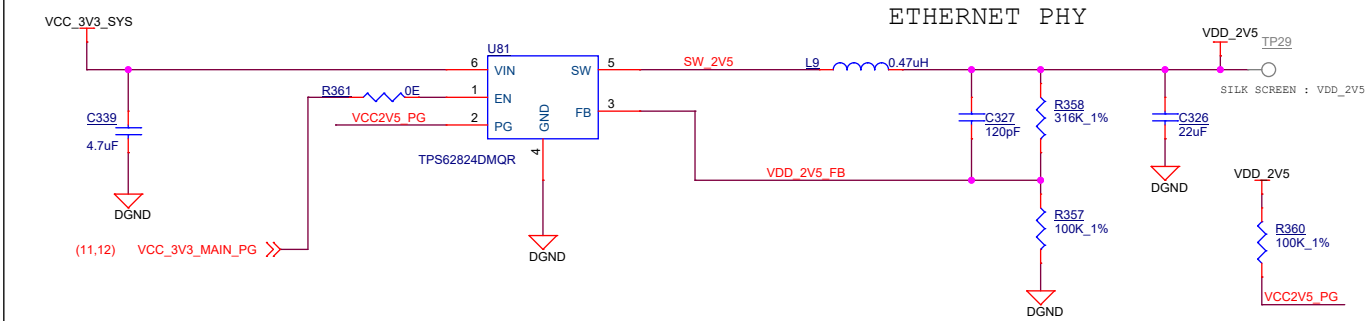 ETHERNET PHY
VCC_3V3_SYS
VDD_2V5
TP29
U81
6 VIN SW 5 SW_2V5 L9 0.47uH
SILK SCREEN : VDD_2V5
R361 0E 1 EN
R358
316K_1%
C339
4.7uF
FB 3
C327
120pF
C326
22uF
VCC2V5_PG 2 PG
GND
4
TPS62824DMQR
VDD_2V5_FB
VDD_2V5
DGND
DGND
R357
100K_1%
R360
100K_1%
(11,12) VCC_3V3_MAIN_PG
DGND
VCC2V5_PG
DGND